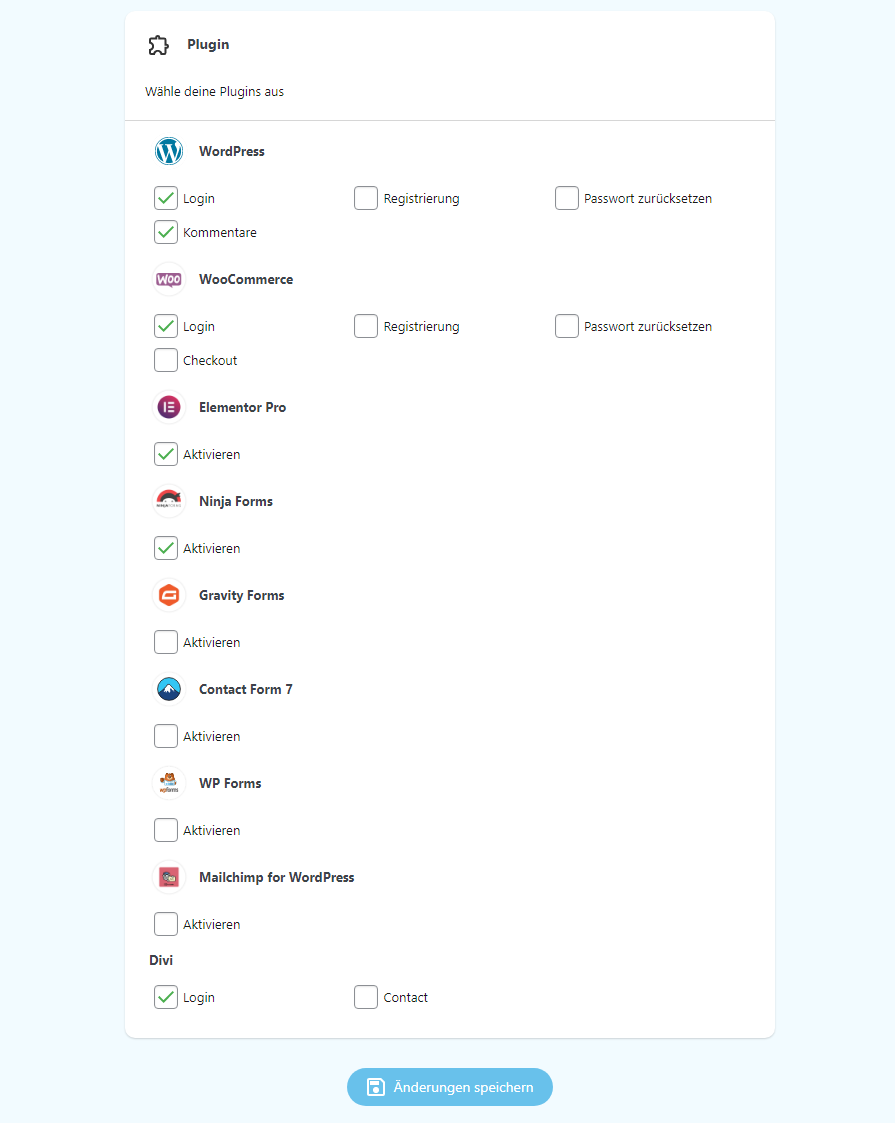 Plugin
Wähle deine Plugins aus
WordPress
Login Registrierung Passwort zurücksetzen
Kommentare
WOO WooCommerce
Login Registrierung Passwort zurücksetzen
Checkout
Elementor Pro
Aktivieren
Ninja Forms
Aktivieren
Gravity Forms
Aktivieren
Contact Form 7
Aktivieren
wpforms WP Forms
Aktivieren
Mailchimp for WordPress
Aktivieren
Divi
Login Contact
Änderungen speichern